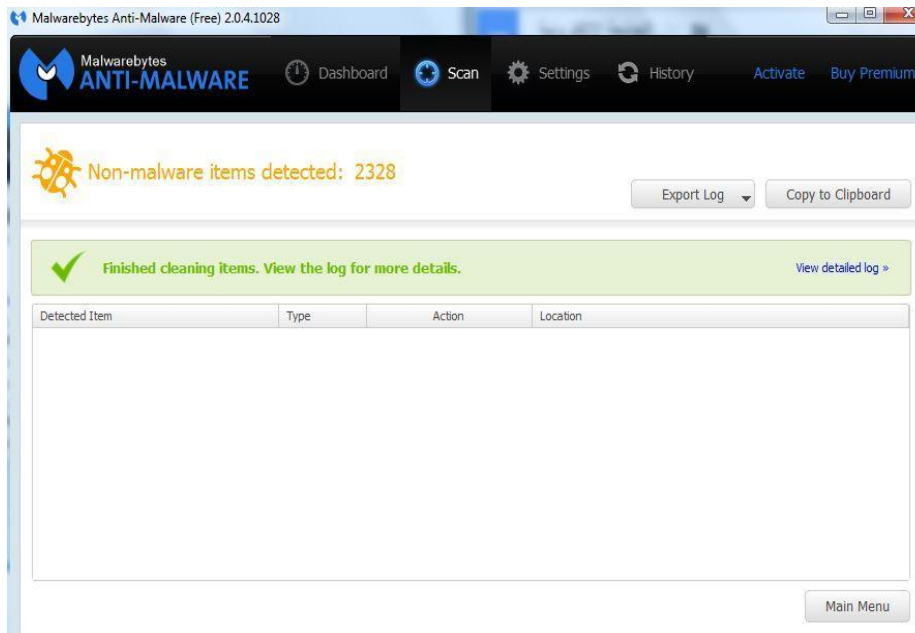 Malwarebytes Anti-Malware (Free) 2.0.4.1028
Malwarebytes
ANTI-MALWARE
Dashboard Scan Settings History Activate Buy Premium
Non-malware items detected: 2328
Export Log Copy to Clipboard
Finished cleaning items. View the log for more details. View detailed log »
Detected Item Type Action Location
Main Menu